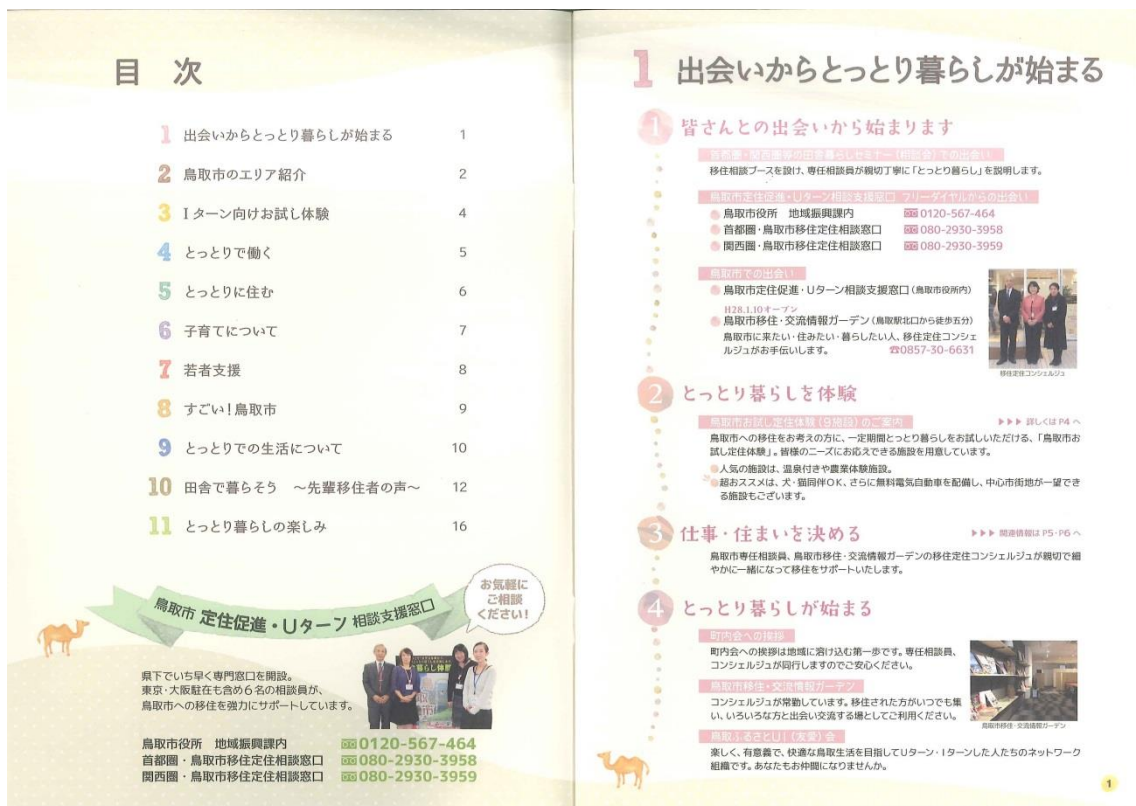 目 次
1 出会いからとっとり暮らしが始まる 1
2 鳥取市のエリア紹介 2
3 Iターン向けお試し体験 4
4 とっとりで働く 5
5 とっとりに住む 6
6 子育てについて 7
7 若者支援 8
8 すごい!鳥取市 9
9 とっとりでの生活について 10
10 田舎で暮らそう ～先輩移住者の声～ 12
11 とっとり暮らしの楽しみ 16
お気軽に
ご相談
ください!
鳥取市 定住促進・Uターン 相談支援窓口
県下でいち早く専門窓口を開設。
東京・大阪駐在も含め6名の相談員が、
鳥取市への移住を強力にサポートしています。
鳥取市役所 地域振興課内 0120-567-464
首都圏・鳥取市移住定住相談窓口 080-2930-3958
関西圏・鳥取市移住定住相談窓口 080-2930-3959
1 出会いからとっとり暮らしが始まる
1 皆さんとの出会いから始まります
首都圏・関西圏等の田舎暮らしセミナー(相談会)での出会い
移住相談ブースを設け、専任相談員が親切丁寧に「とっとり暮らし」を説明します。
鳥取市定住促進・Uターン相談支援窓口 フリーダイヤルからの出会い
鳥取市役所 地域振興課内 0120-567-464
首都圏・鳥取市移住定住相談窓口 080-2930-3958
関西圏・鳥取市移住定住相談窓口 080-2930-3959
鳥取市での出会い
鳥取市定住促進・Uターン相談支援窓口(鳥取市役所内)
H28.1.10オープン
鳥取市移住・交流情報ガーデン(鳥取駅北口から徒歩五分)
鳥取市に来たい・住みたい・暮らしたい人、移住定住コンシェ
ルジュがお手伝いします。 ☎0857-30-6631
移住定住コンシェルジュ
2 とっとり暮らしを体験
鳥取市お試し定住体験(9施設)のご案内 ▶▶▶ 詳しくはP4へ
鳥取市への移住をお考えの方に、一定期間とっとり暮らしをお試しいただける、「鳥取市お
試し定住体験」。皆様のニーズにお応えできる施設を用意しています。
人気の施設は、温泉付きや農業体験施設。
超おススメは、犬・猫同伴OK、さらに無料電気自動車を配備し、中心市街地が一望でき
る施設もございます。
3 仕事・住まいを決める ▶▶▶ 関連情報はP5・P6へ
鳥取市専任相談員、鳥取市移住・交流情報ガーデンの移住定住コンシェルジュが親切で細
やかに一緒になって移住をサポートいたします。
4 とっとり暮らしが始まる
町内会への挨拶
町内会への挨拶は地域に溶け込む第一歩です。専任相談員、
コンシェルジュが同行しますのでご安心ください。
鳥取市移住・交流情報ガーデン
コンシェルジュが常勤しています。移住された方がいつでも集
い、いろいろな方と出会い交流する場としてご利用ください。
鳥取市移住・交流情報ガーデン
鳥取ふるさとUI(友愛)会
楽しく、有意義で、快適な鳥取生活を目指してUターン・Iターンした人たちのネットワーク
組織です。あなたもお仲間になりませんか。
1